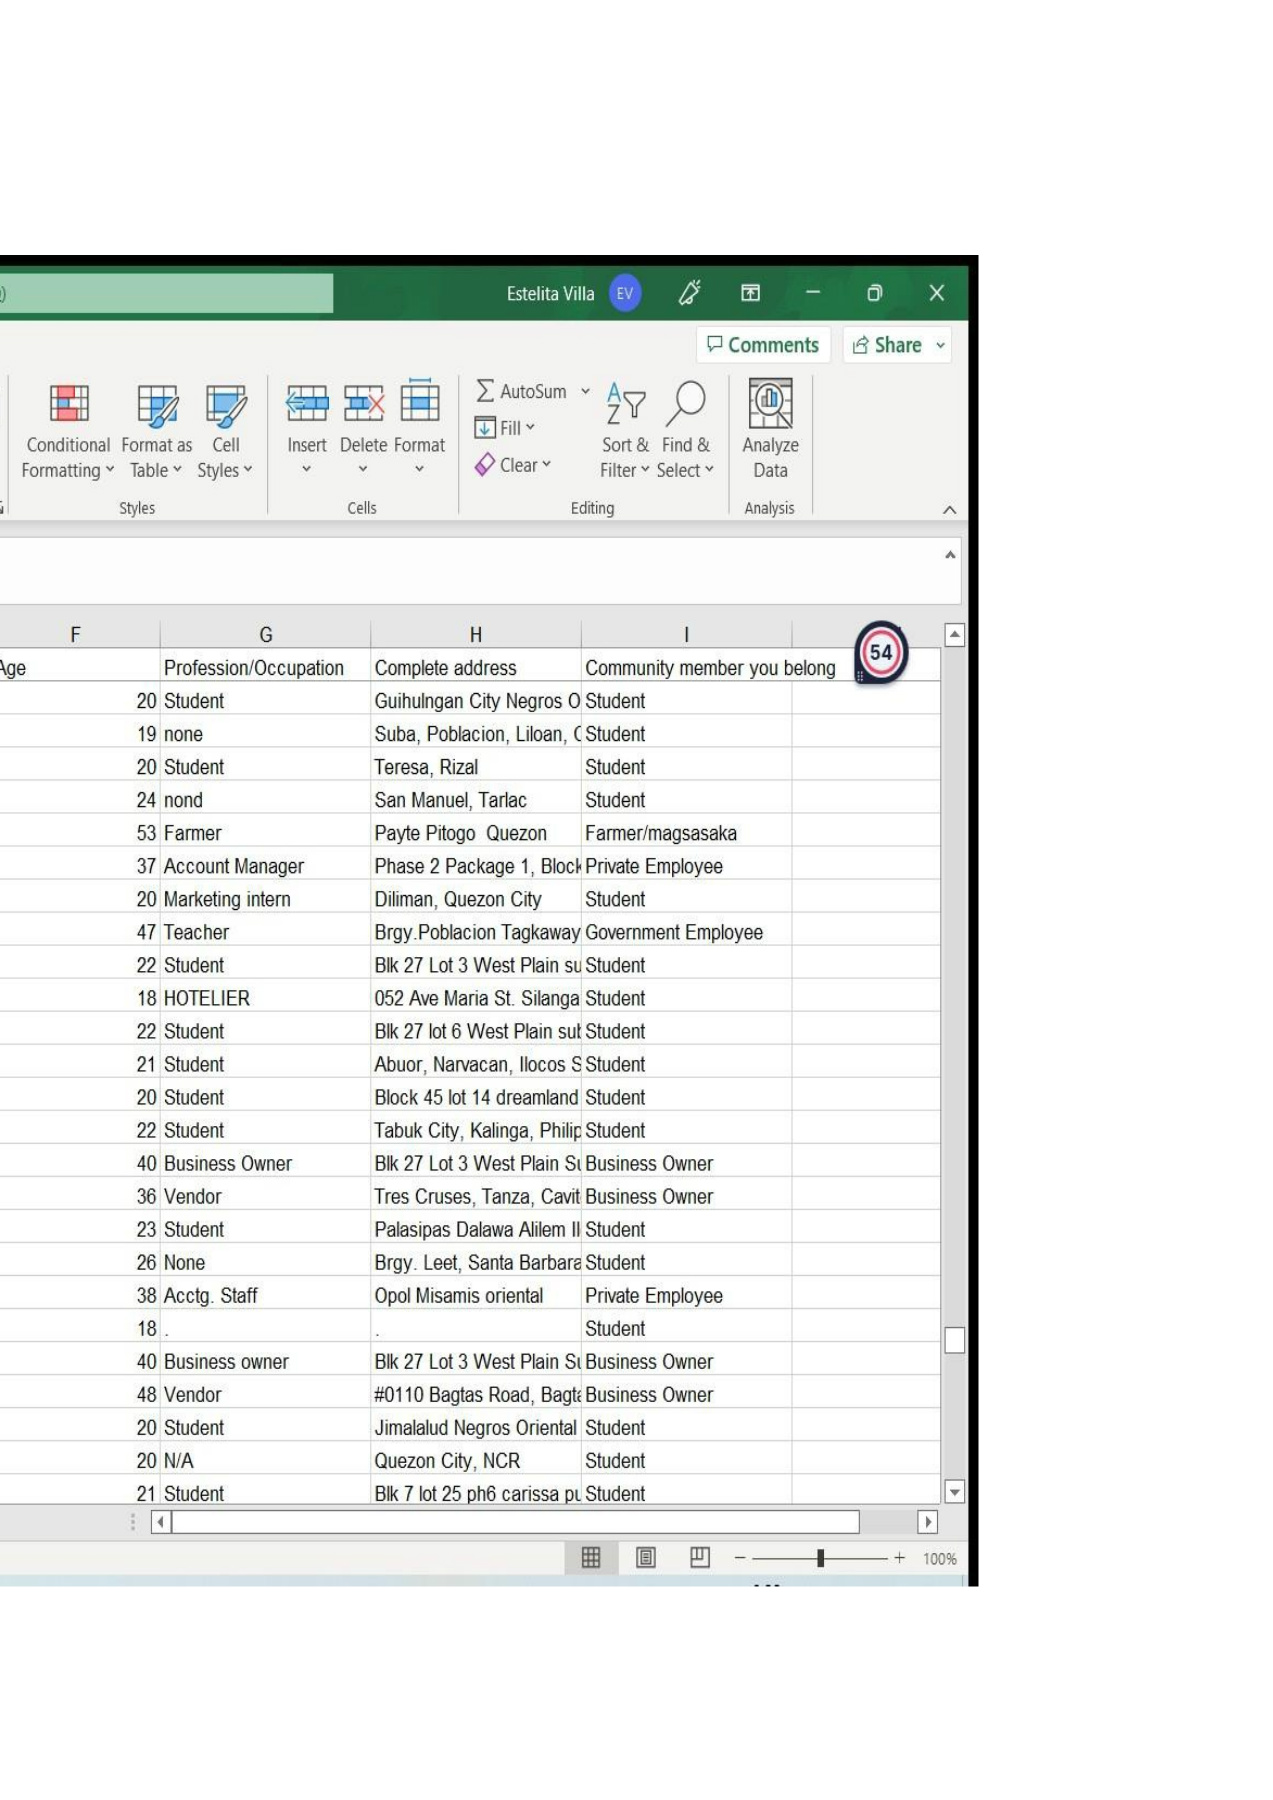 Estelita Villa EV
Comments Share
AutoSum
Fill
Clear
Conditional Formatting Format as Table Cell Styles Insert Delete Format Sort & Filter Find & Select Analyze Data
Styles Cells Editing Analysis
F G H I
54
Age Profession/Occupation Complete address Community member you belong
20 Student Guihulngan City Negros O Student
19 none Suba, Poblacion, Liloan, C Student
20 Student Teresa, Rizal Student
24 nond San Manuel, Tarlac Student
53 Farmer Payte Pitogo Quezon Farmer/magsasaka
37 Account Manager Phase 2 Package 1, Block Private Employee
20 Marketing intern Diliman, Quezon City Student
47 Teacher Brgy.Poblacion Tagkaway Government Employee
22 Student Blk 27 Lot 3 West Plain su Student
18 HOTELIER 052 Ave Maria St. Silanga Student
22 Student Blk 27 lot 6 West Plain sub Student
21 Student Abuor, Narvacan, Ilocos S Student
20 Student Block 45 lot 14 dreamland Student
22 Student Tabuk City, Kalinga, Philip Student
40 Business Owner Blk 27 Lot 3 West Plain Su Business Owner
36 Vendor Tres Cruses, Tanza, Cavit Business Owner
23 Student Palasipas Dalawa Alilem Il Student
26 None Brgy. Leet, Santa Barbara Student
38 Acctg. Staff Opol Misamis oriental Private Employee
18 . . Student
40 Business owner Blk 27 Lot 3 West Plain Su Business Owner
48 Vendor #0110 Bagtas Road, Bagta Business Owner
20 Student Jimalalud Negros Oriental Student
20 N/A Quezon City, NCR Student
21 Student Blk 7 lot 25 ph6 carissa pu Student
100%